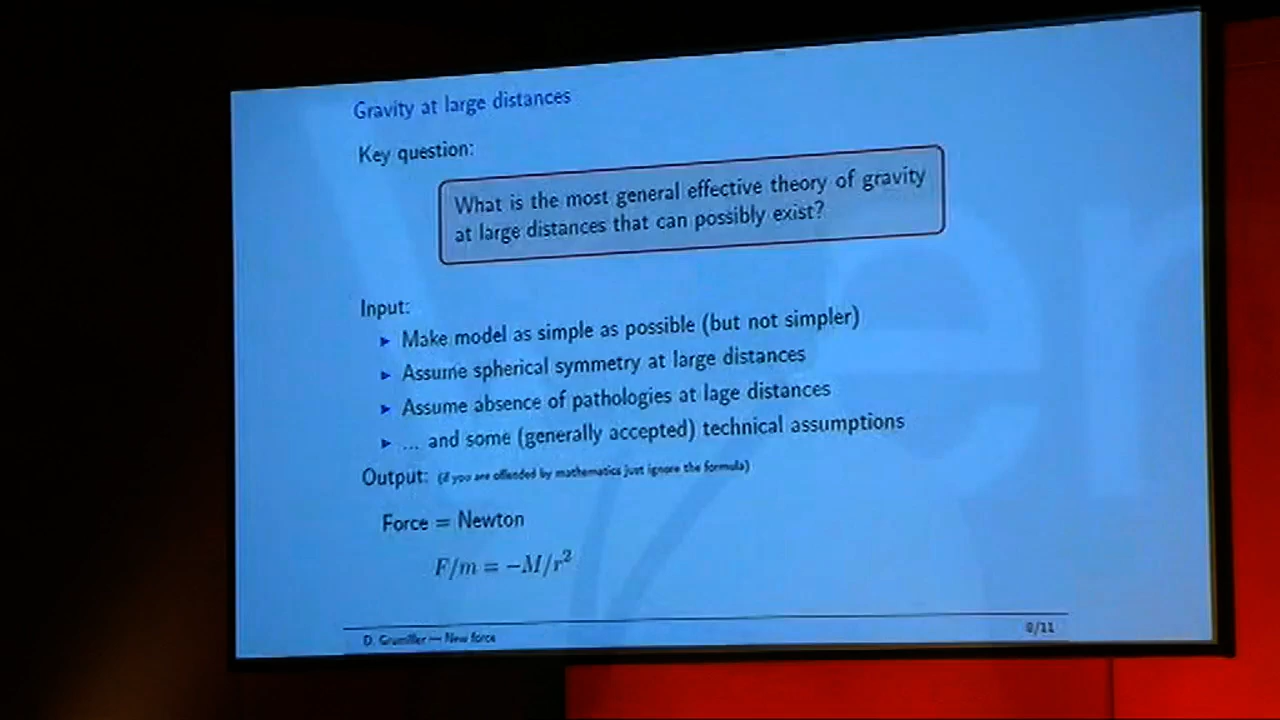 Gravity at large distances
Key question:
What is the most general effective theory of gravity
at large distances that can possibly exist?
Input:
► Make model as simple as possible (but not simpler)
► Assume spherical symmetry at large distances
► Assume absence of pathologies at lage distances
► ... and some (generally accepted) technical assumptions
Output: (if you are offended by mathematics just ignore the formula)
Force = Newton
F/m = −M/r²
D. Grumiller — New force